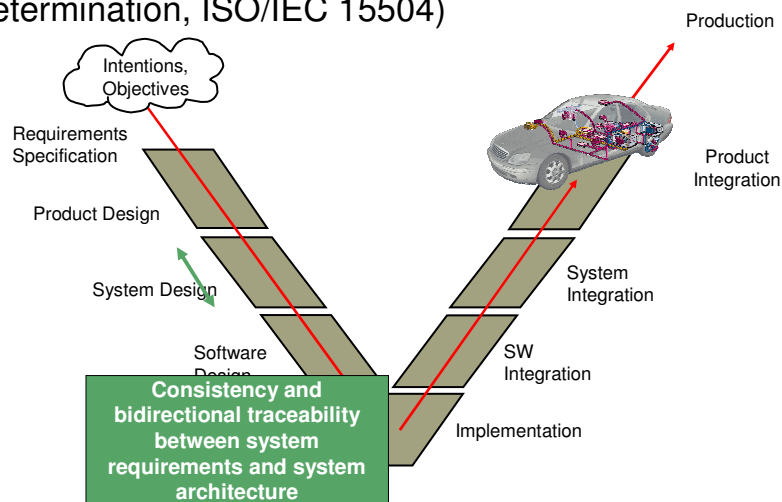 etermination, ISO/IEC 15504)
Production
Intentions,
Objectives
Requirements
Specification
Product
Integration
Product Design
System Design
System
Integration
Software
Design
SW
Integration
Implementation
Consistency and
bidirectional traceability
between system
requirements and system
architecture